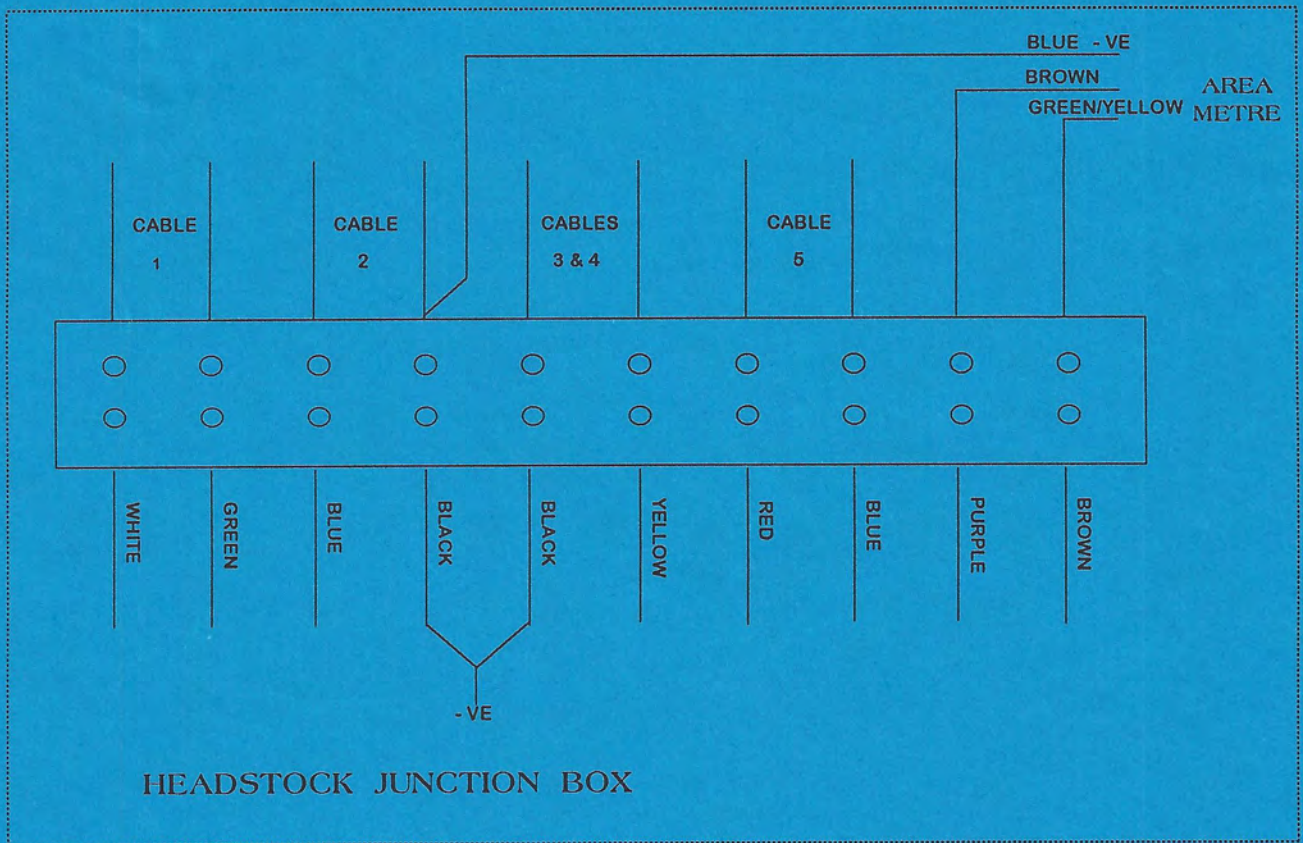 BLUE - VE
BROWN
GREEN/YELLOW
AREA
METRE
CABLE
1
CABLE
2
CABLES
3 & 4
CABLE
5
WHITE
GREEN
BLUE
BLACK
BLACK
YELLOW
RED
BLUE
PURPLE
BROWN
- VE
HEADSTOCK JUNCTION BOX